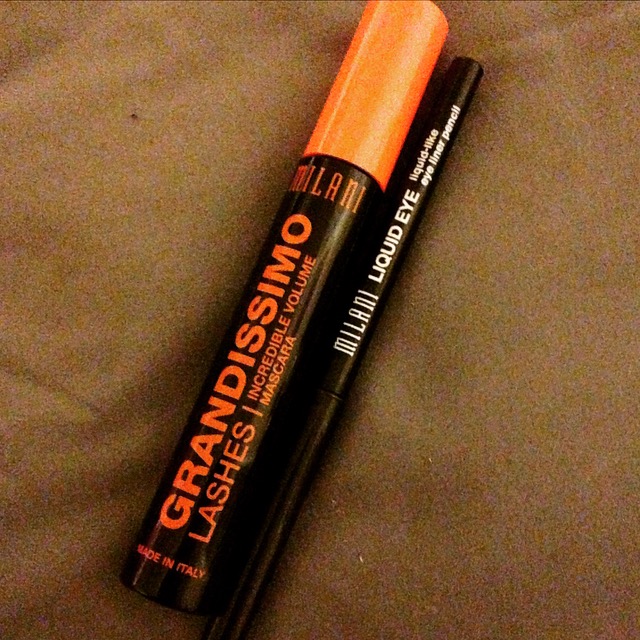 MILANI
GRANDISSIMO
LASHES | INCREDIBLE VOLUME
MASCARA
MADE IN ITALY
MILANI LIQUID EYE liquid-like
eye liner pencil